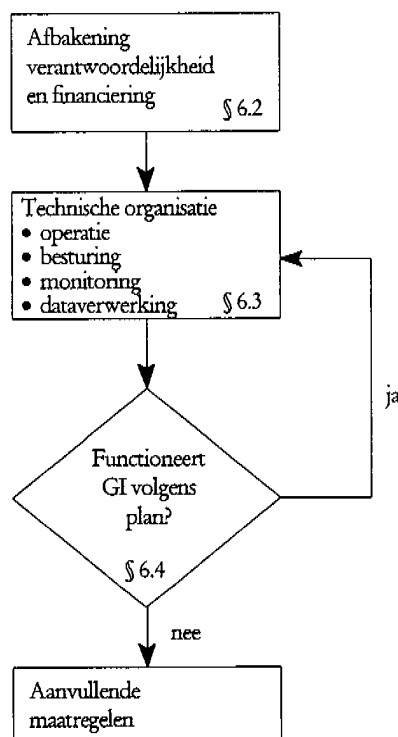 Afbakening
verantwoordelijkheid
en financiering
§ 6.2
Technische organisatie
• operatie
• besturing
• monitoring
• dataverwerking § 6.3
ja
Functioneert
GI volgens
plan?
§ 6.4
nee
Aanvullende
maatregelen